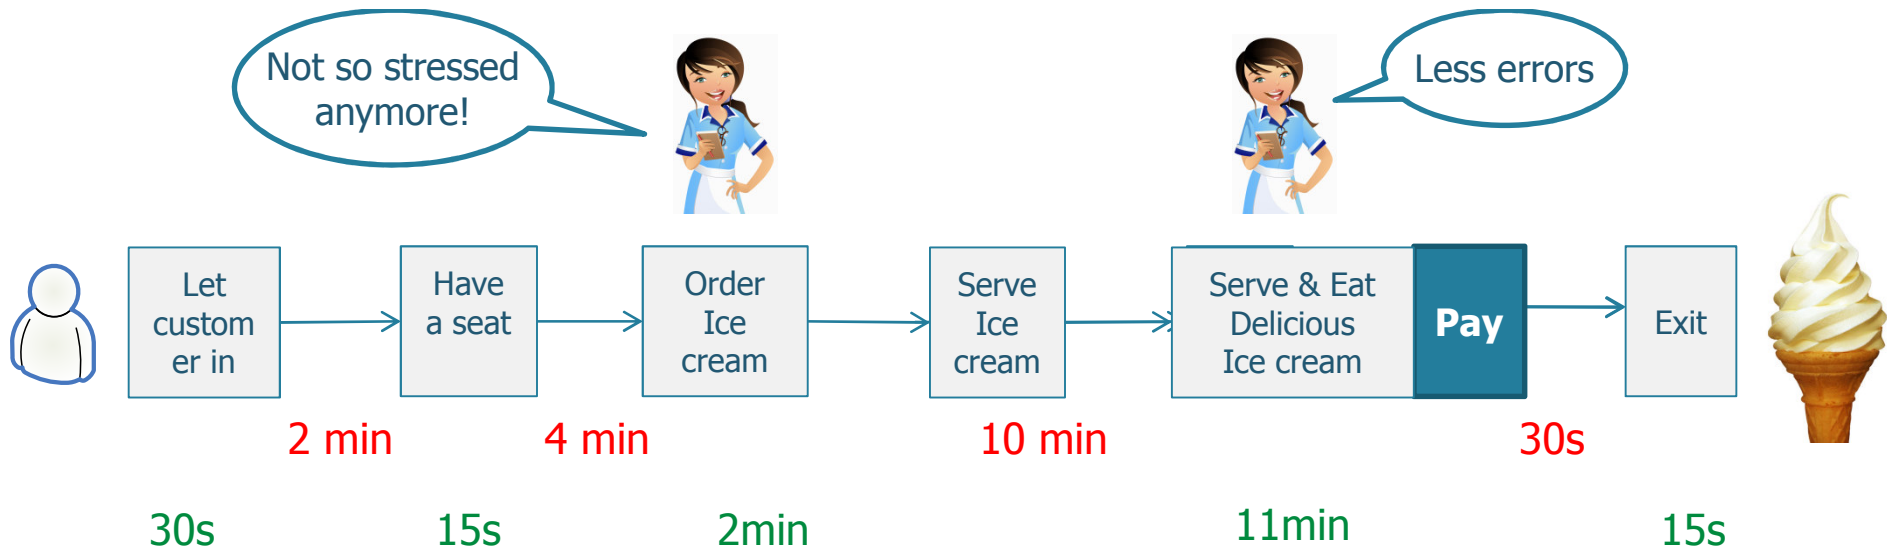 Not so stressed
anymore!
Less errors
Let
custom
er in
Have
a seat
Order
Ice
cream
Serve
Ice
cream
Serve & Eat
Delicious
Ice cream
Pay
Exit
2 min
4 min
10 min
30s
30s
15s
2min
11min
15s